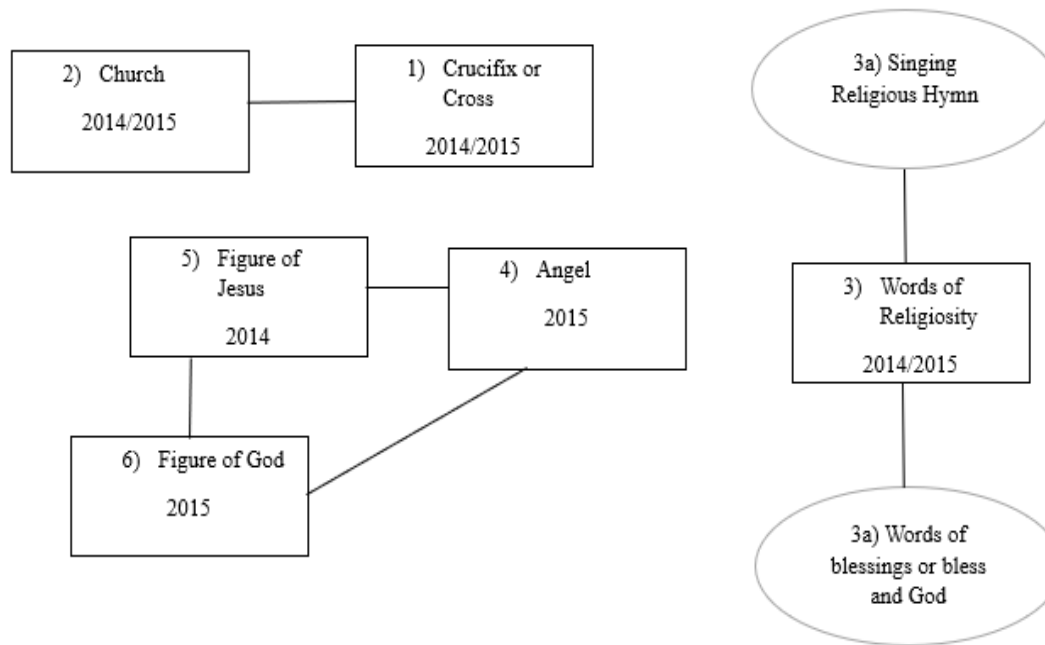 2) Church
2014/2015
1) Crucifix or
Cross
2014/2015
3a) Singing
Religious Hymn
5) Figure of
Jesus
2014
4) Angel
2015
3) Words of
Religiosity
2014/2015
6) Figure of God
2015
3a) Words of
blessings or bless
and God